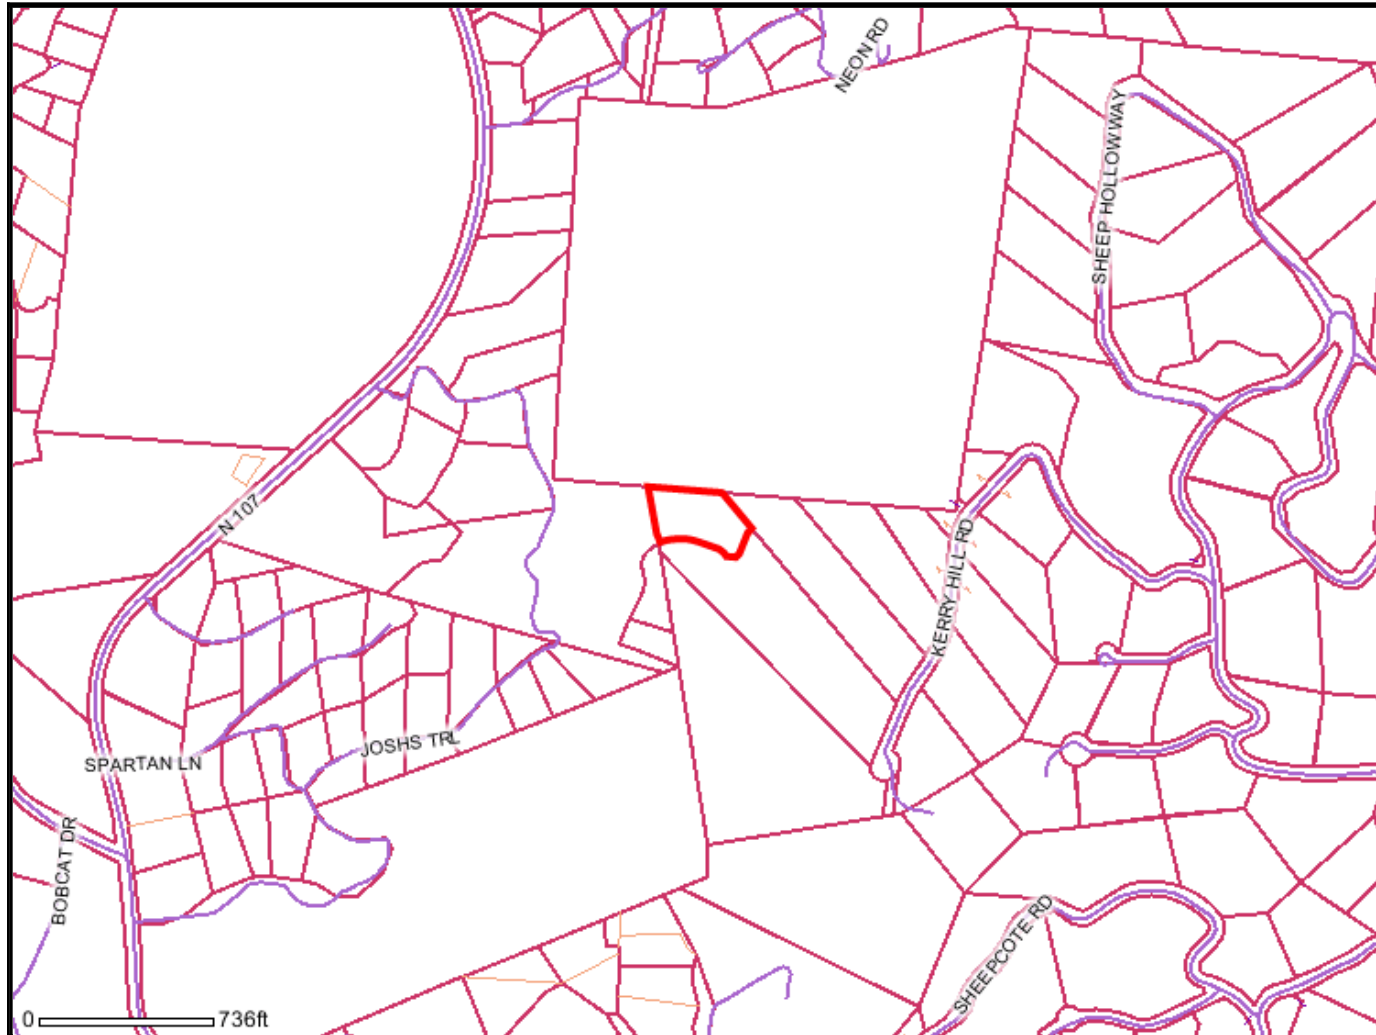 NEON RD
SHEEP HOLLOW WAY
N 107
KERRY HILL RD
JOSHS TRL
SPARTAN LN
BOBCAT DR
SHEEPCOTE RD
0 736ft